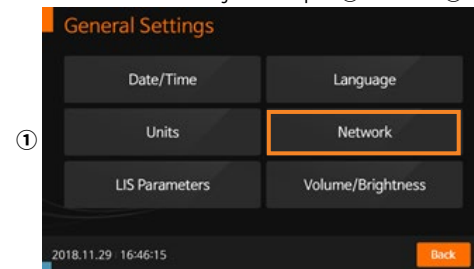 General Settings
Date/Time
Language
①
Units
Network
LIS Parameters
Volume/Brightness
2018.11.29 16:46:15
Back